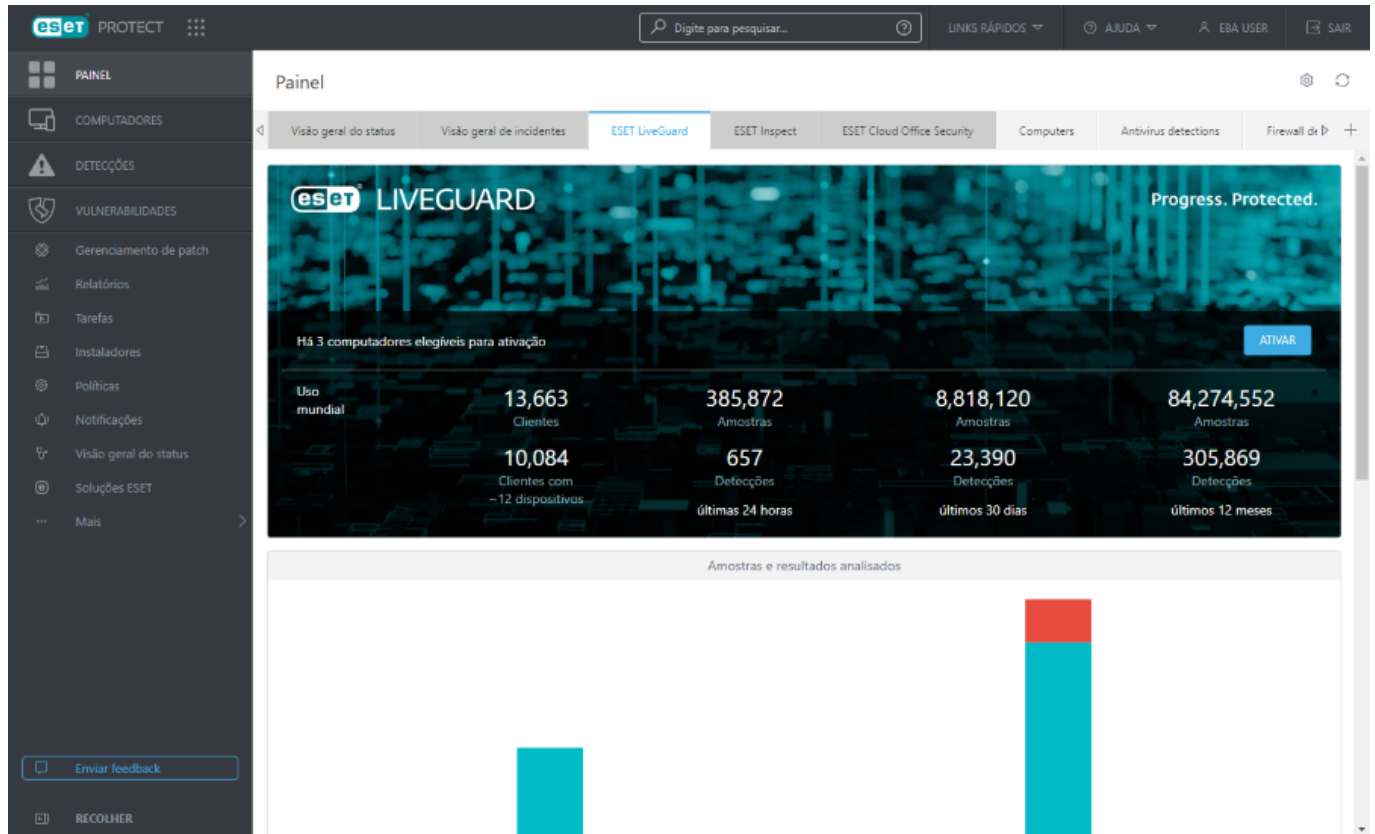 eset PROTECT
Digite para pesquisar...
LINKS RÁPIDOS
AJUDA
EBA USER
SAIR
PAINEL
COMPUTADORES
DETECÇÕES
VULNERABILIDADES
Gerenciamento de patch
Relatórios
Tarefas
Instaladores
Políticas
Notificações
Visão geral do status
Soluções ESET
Mais
Enviar feedback
RECOLHER
Painel
Visão geral do status
Visão geral de incidentes
ESET LiveGuard
ESET Inspect
ESET Cloud Office Security
Computers
Antivirus detections
Firewall de
eset LIVEGUARD
Progress. Protected.
Há 3 computadores elegíveis para ativação
ATIVAR
Uso
mundial
13,663
Clientes
385,872
Amostras
8,818,120
Amostras
84,274,552
Amostras
10,084
Clientes com
~12 dispositivos
657
Detecções
últimas 24 horas
23,390
Detecções
últimos 30 dias
305,869
Detecções
últimos 12 meses
Amostras e resultados analisados